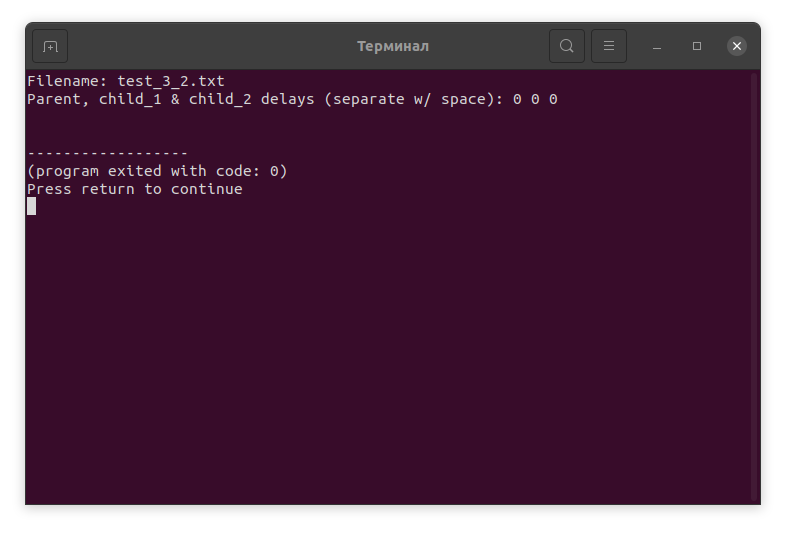 Терминал
Filename: test_3_2.txt
Parent, child_1 & child_2 delays (separate w/ space): 0 0 0
------------------
(program exited with code: 0)
Press return to continue